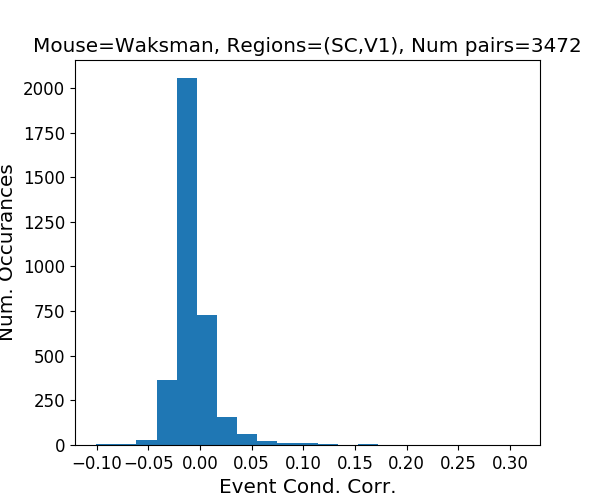 Mouse=Waksman, Regions=(SC,V1), Num pairs=3472
2000
1750
1500
1250
1000
750
500
250
0
Num. Occurances
−0.10 −0.05 0.00 0.05 0.10 0.15 0.20 0.25 0.30
Event Cond. Corr.